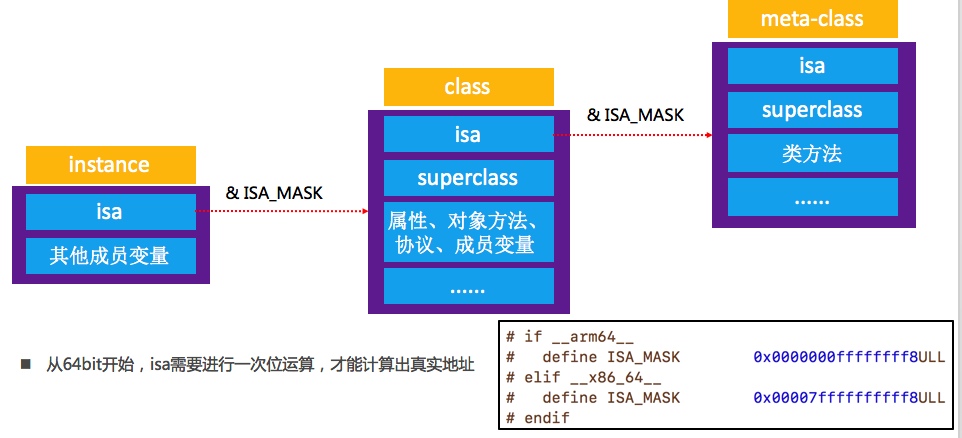 instance
isa
其他成员变量
& ISA_MASK
class
isa
superclass
属性、对象方法、
协议、成员变量
......
& ISA_MASK
meta-class
isa
superclass
类方法
......
■ 从64bit开始，isa需要进行一次位运算，才能计算出真实地址
# if __arm64__
#   define ISA_MASK        0x0000000ffffffff8ULL
# elif __x86_64__
#   define ISA_MASK        0x00007ffffffffff8ULL
# endif